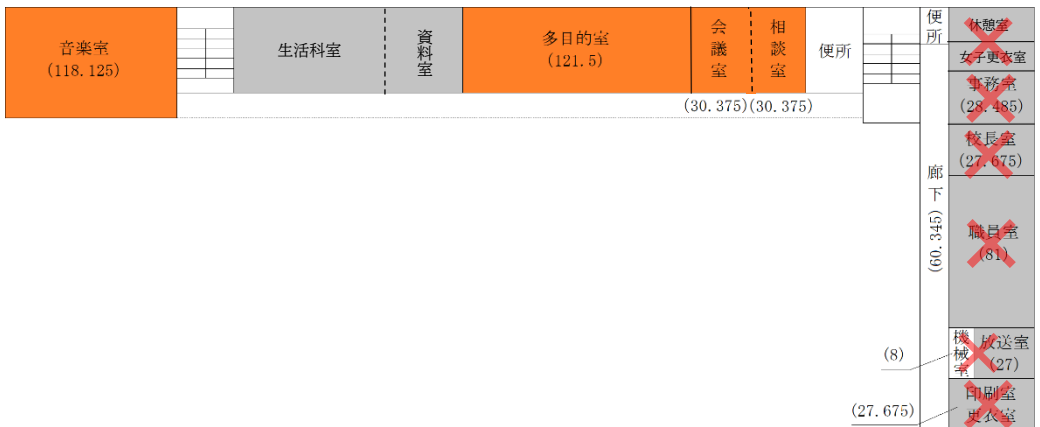 音楽室
(118.125)
生活科室
資料室
多目的室
(121.5)
会議室
相談室
(30.375)(30.375)
便所
便所
休憩室
女子更衣室
事務室
(28.485)
校長室
(27.675)
廊下(60.345)
職員室
(81)
機械室
(8)
放送室
(27)
印刷室
更衣室
(27.675)